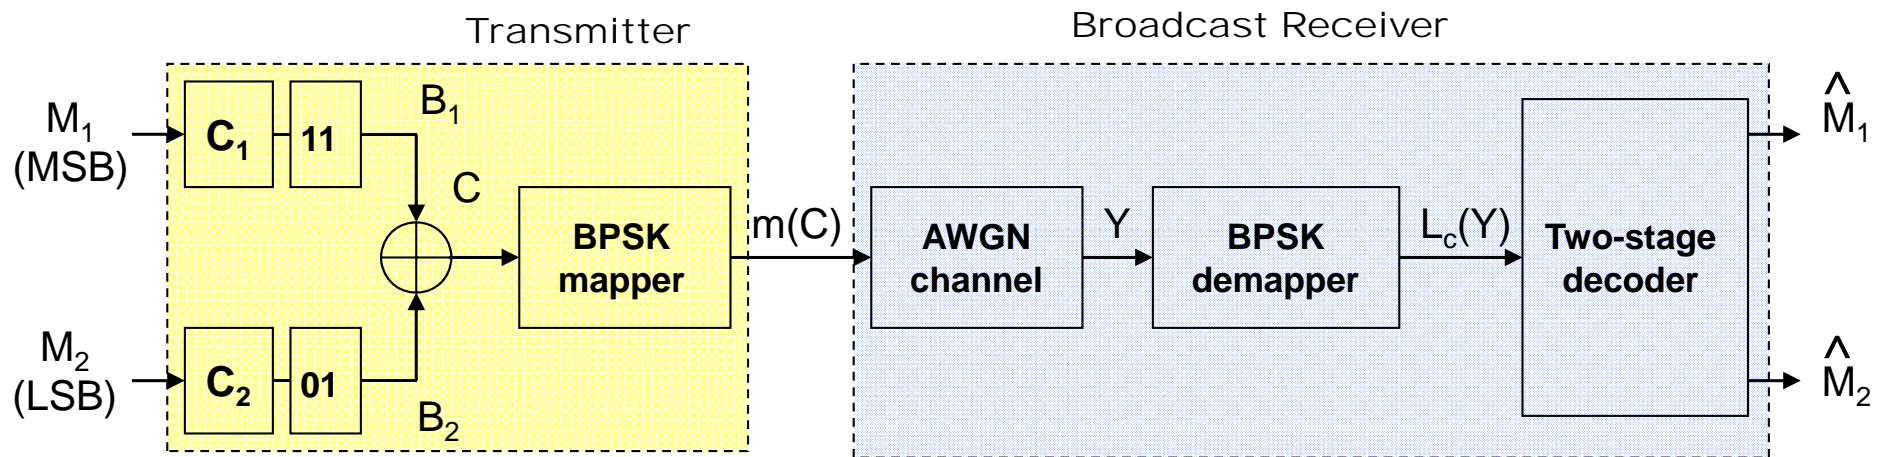 Transmitter
Broadcast Receiver
M1
(MSB)
C1
11
B1
C
BPSK
mapper
m(C)
AWGN
channel
Y
BPSK
demapper
Lc(Y)
Two-stage
decoder
^
M1
M2
(LSB)
C2
01
B2
^
M2